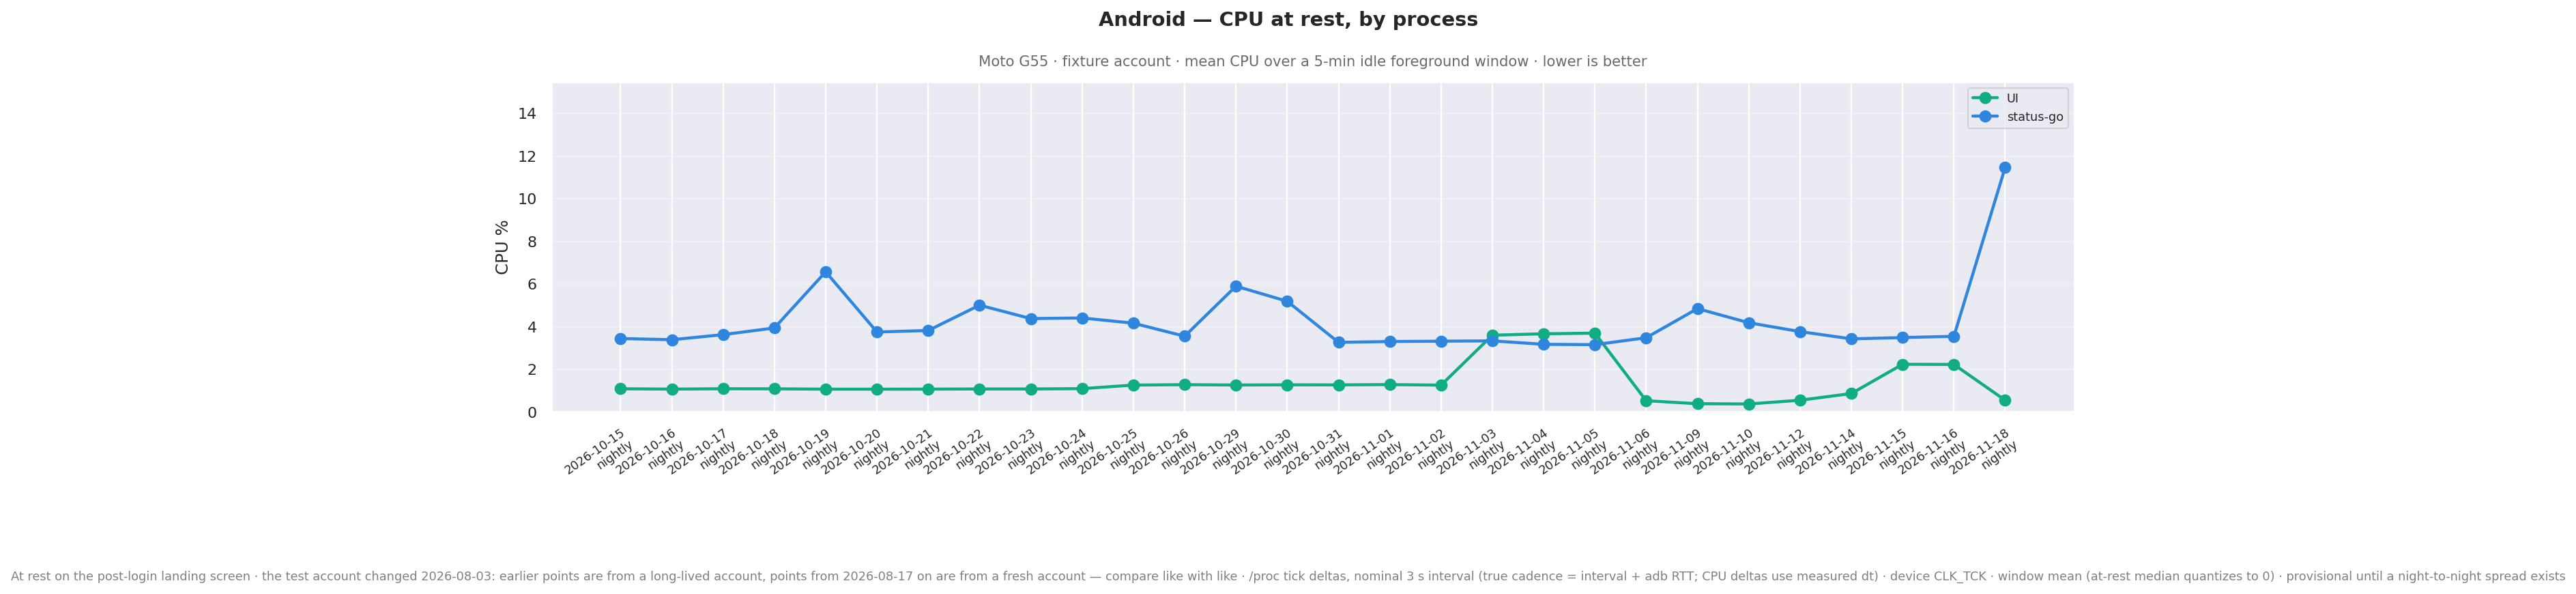 Android — CPU at rest, by process
Moto G55 · fixture account · mean CPU over a 5-min idle foreground window · lower is better
UI
status-go
CPU %
14
12
10
8
6
4
2
0
2026-10-15
nightly
2026-10-16
nightly
2026-10-17
nightly
2026-10-18
nightly
2026-10-19
nightly
2026-10-20
nightly
2026-10-21
nightly
2026-10-22
nightly
2026-10-23
nightly
2026-10-24
nightly
2026-10-25
nightly
2026-10-26
nightly
2026-10-29
nightly
2026-10-30
nightly
2026-10-31
nightly
2026-11-01
nightly
2026-11-02
nightly
2026-11-03
nightly
2026-11-04
nightly
2026-11-05
nightly
2026-11-06
nightly
2026-11-09
nightly
2026-11-10
nightly
2026-11-12
nightly
2026-11-14
nightly
2026-11-15
nightly
2026-11-16
nightly
2026-11-18
nightly
At rest on the post-login landing screen · the test account changed 2026-08-03: earlier points are from a long-lived account, points from 2026-08-17 on are from a fresh account — compare like with like · /proc tick deltas, nominal 3 s interval (true cadence = interval + adb RTT; CPU deltas use measured dt) · device CLK_TCK · window mean (at-rest median quantizes to 0) · provisional until a night-to-night spread exists